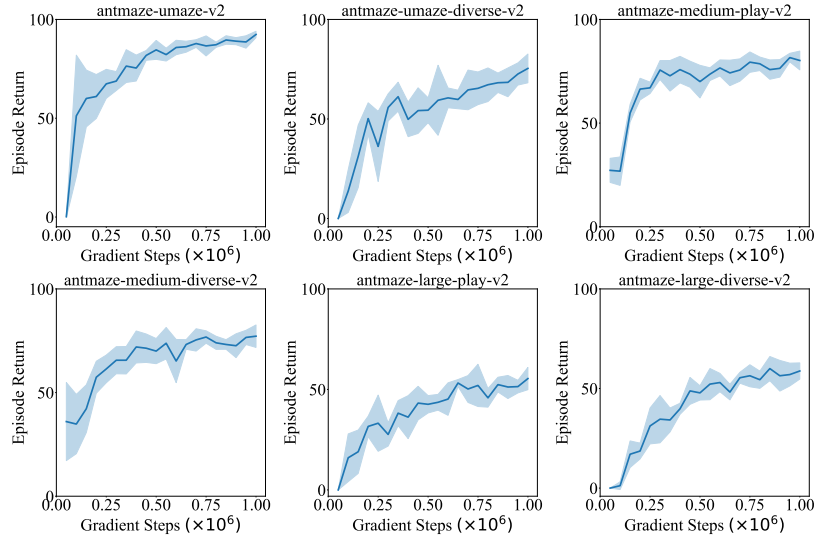 antmaze-umaze-v2
100
50
0
Episode Return
0.00 0.25 0.50 0.75 1.00
Gradient Steps (×10⁶)
antmaze-umaze-diverse-v2
100
50
0
Episode Return
0.00 0.25 0.50 0.75 1.00
Gradient Steps (×10⁶)
antmaze-medium-play-v2
100
50
0
Episode Return
0.00 0.25 0.50 0.75 1.00
Gradient Steps (×10⁶)
antmaze-medium-diverse-v2
100
50
0
Episode Return
0.00 0.25 0.50 0.75 1.00
Gradient Steps (×10⁶)
antmaze-large-play-v2
100
50
0
Episode Return
0.00 0.25 0.50 0.75 1.00
Gradient Steps (×10⁶)
antmaze-large-diverse-v2
100
50
0
Episode Return
0.00 0.25 0.50 0.75 1.00
Gradient Steps (×10⁶)